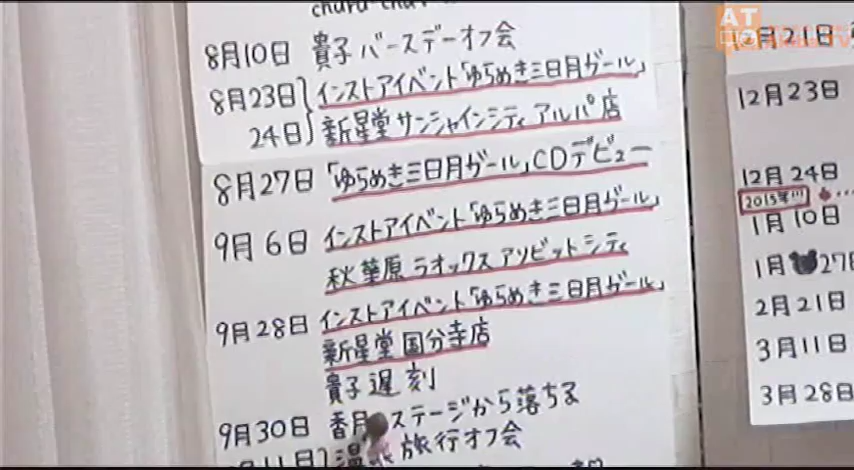 8月10日 貴子 バースデーオフ会
8月23日 インストアイベント「ゆらめき三日月ガール」
24日 新星堂 サンシャインシティ アルパ店
8月27日 「ゆらめき三日月ガール」CDデビュー
9月6日 インストアイベント「ゆらめき三日月ガール」
秋葉原 ラオックス アソビットシティ
9月28日 インストアイベント「ゆらめき三日月ガール」
新星堂 国分寺店
貴子 遅刻
9月30日 香月 ステージから落ちる
月11日 旅行オフ会
AT
月21日
12月23日
12月24日
2015年!!!
1月10日
1月 27
2月21日
3月11日
3月28日